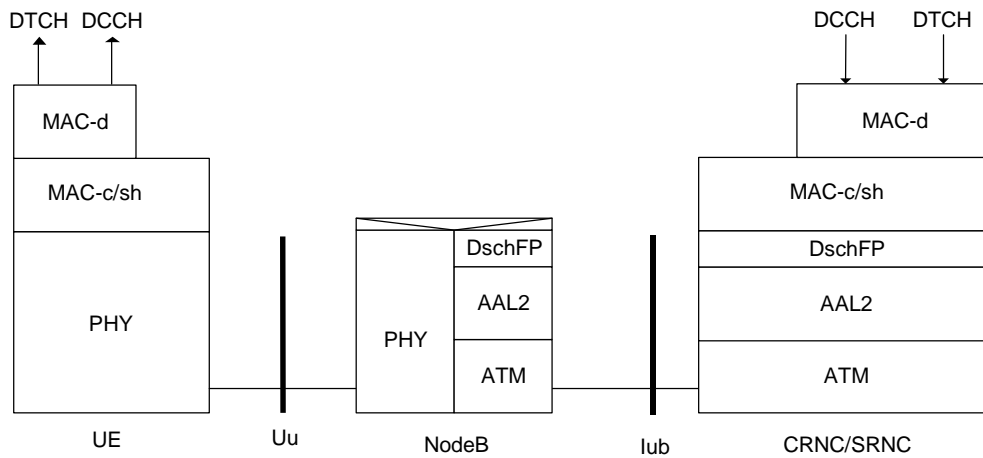 DTCH DCCH
DCCH DTCH
MAC-d
MAC-d
MAC-c/sh
MAC-c/sh
DschFP
DschFP
PHY
AAL2
AAL2
PHY
ATM
ATM
UE
Uu
NodeB
Iub
CRNC/SRNC